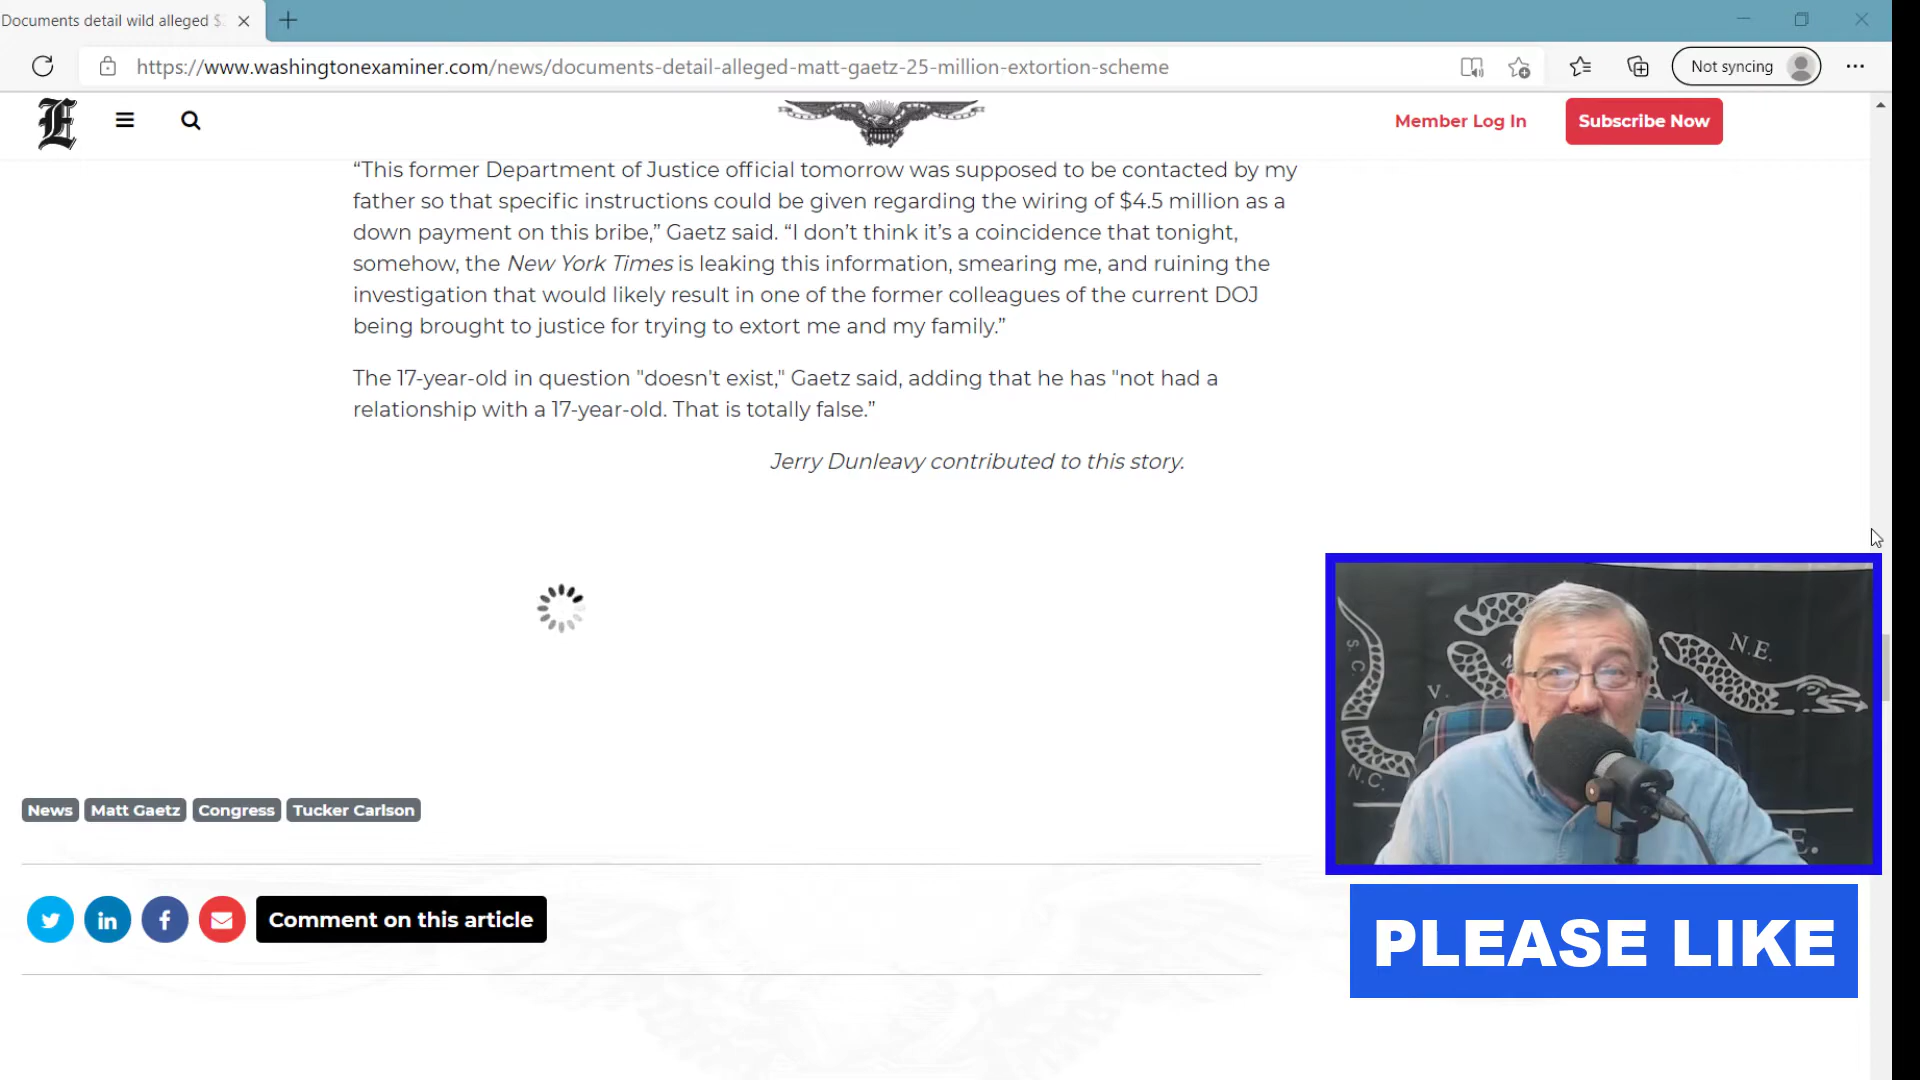 Documents detail wild alleged $
https://www.washingtonexaminer.com/news/documents-detail-alleged-matt-gaetz-25-million-extortion-scheme
Not syncing
E
Member Log In
Subscribe Now
“This former Department of Justice official tomorrow was supposed to be contacted by my
father so that specific instructions could be given regarding the wiring of $4.5 million as a
down payment on this bribe,” Gaetz said. “I don’t think it’s a coincidence that tonight,
somehow, the New York Times is leaking this information, smearing me, and ruining the
investigation that would likely result in one of the former colleagues of the current DOJ
being brought to justice for trying to extort me and my family.”
The 17-year-old in question "doesn't exist," Gaetz said, adding that he has "not had a
relationship with a 17-year-old. That is totally false.”
Jerry Dunleavy contributed to this story.
S.C.
N.C.
V.
N.E.
News
Matt Gaetz
Congress
Tucker Carlson
Comment on this article
PLEASE LIKE